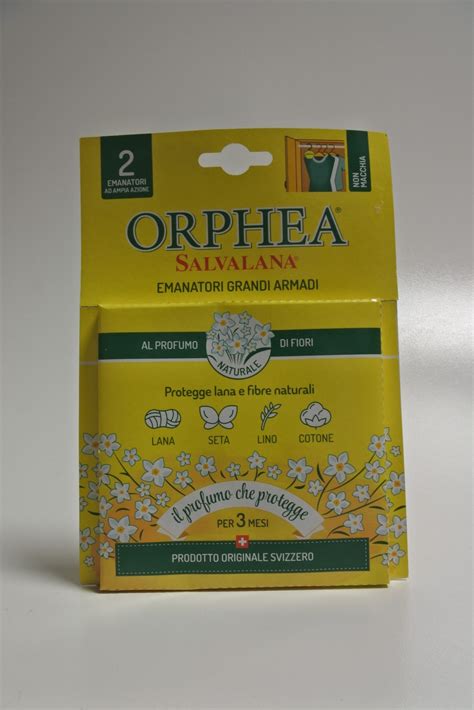 2
EMANATORI
AD AMPIA AZIONE
NON
MACCHIA
ORPHEA®
SALVALANA®
EMANATORI GRANDI ARMADI
AL PROFUMO DI FIORI
NATURALE
Protegge lana e fibre naturali
LANA SETA LINO COTONE
il profumo che protegge
PER 3 MESI
PRODOTTO ORIGINALE SVIZZERO